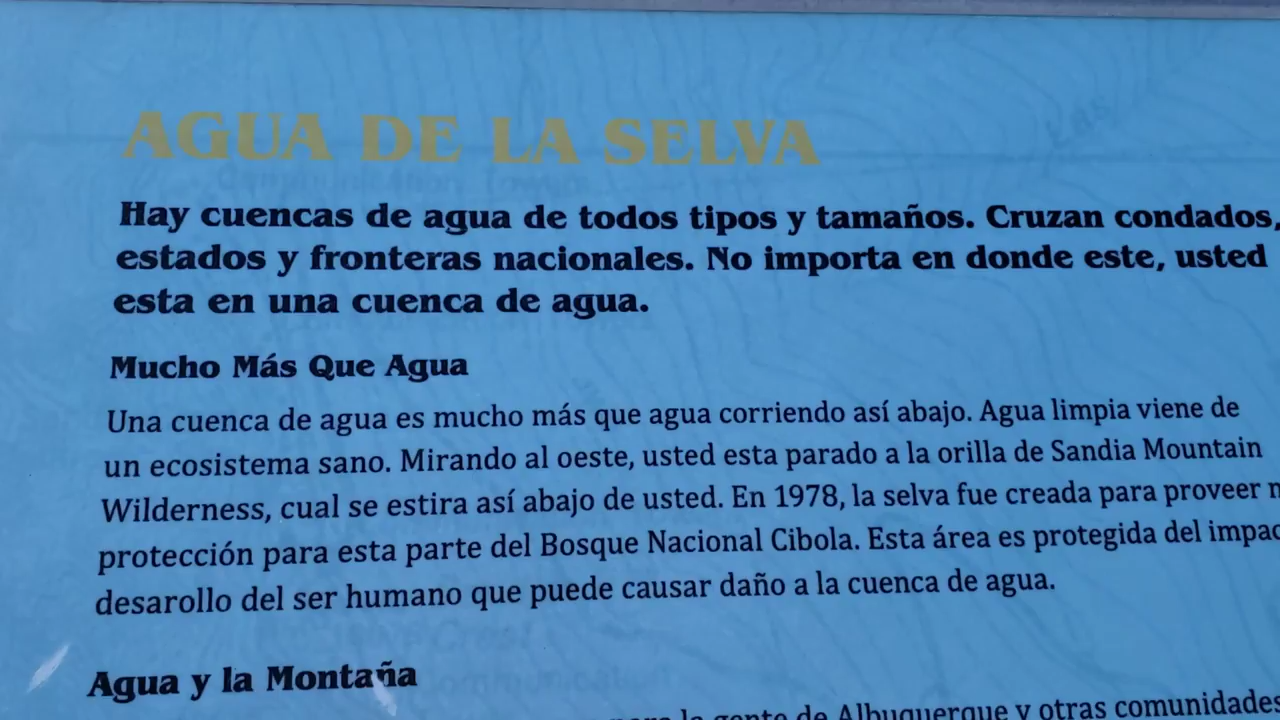 AGUA DE LA SELVA
Hay cuencas de agua de todos tipos y tamaños. Cruzan condados,
estados y fronteras nacionales. No importa en donde este, usted
esta en una cuenca de agua.
Mucho Más Que Agua
Una cuenca de agua es mucho más que agua corriendo así abajo. Agua limpia viene de
un ecosistema sano. Mirando al oeste, usted esta parado a la orilla de Sandia Mountain
Wilderness, cual se estira así abajo de usted. En 1978, la selva fue creada para proveer
protección para esta parte del Bosque Nacional Cibola. Esta área es protegida del
desarollo del ser humano que puede causar daño a la cuenca de agua.
Agua y la Montaña
la gente de Albuquerque y otras comunidades